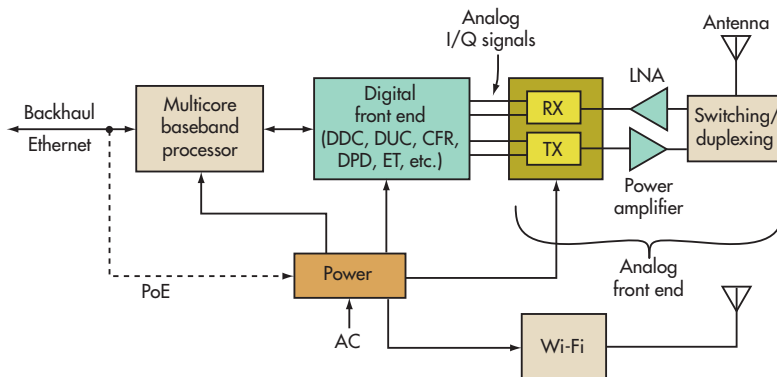 Analog
I/Q signals
Antenna
Backhaul
Ethernet
Multicore
baseband
processor
Digital
front end
(DDC, DUC, CFR,
DPD, ET, etc.)
RX
TX
LNA
Power
amplifier
Switching/
duplexing
Analog
front end
Power
PoE
AC
Wi-Fi